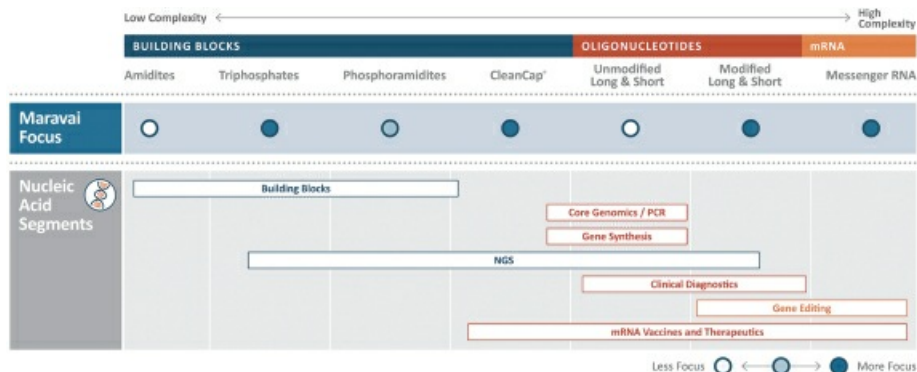 Low Complexity
High
Complexity
BUILDING BLOCKS
OLIGONUCLEOTIDES
mRNA
Amidites
Triphosphates
Phosphoramidites
CleanCap®
Unmodified
Long & Short
Modified
Long & Short
Messenger RNA
Maravai
Focus
Nucleic
Acid
Segments
Building Blocks
Core Genomics / PCR
Gene Synthesis
NGS
Clinical Diagnostics
Gene Editing
mRNA Vaccines and Therapeutics
Less Focus
More Focus